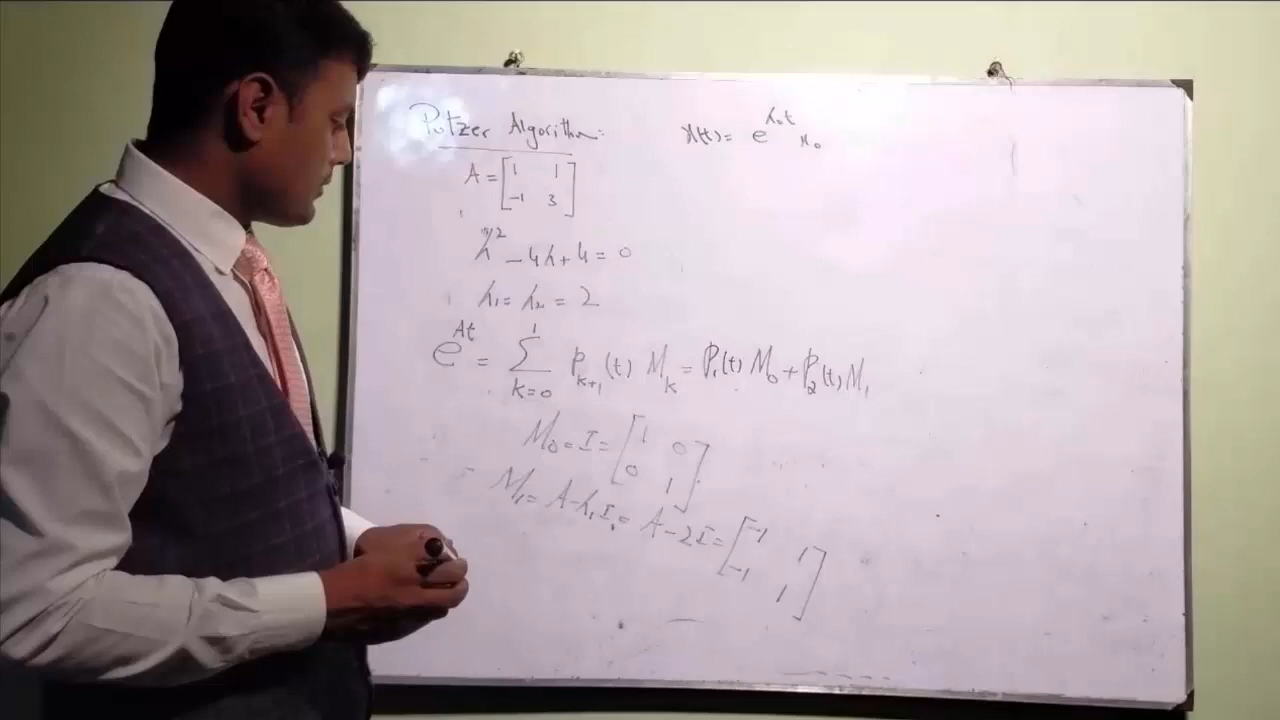 Putzer Algorithm:
x(t) = e^{λ₀t} x₀
A = [1 1; -1 3]
λ² - 4λ + 4 = 0
λ₁ = λ₂ = 2
e^{At} = Σ_{k=0}^{1} P_{k+1}(t) M_k = P₁(t) M₀ + P₂(t) M₁
M₀ = I = [1 0; 0 1]
M₁ = A - λ₁I = A - 2I = [-1 1; -1 1]